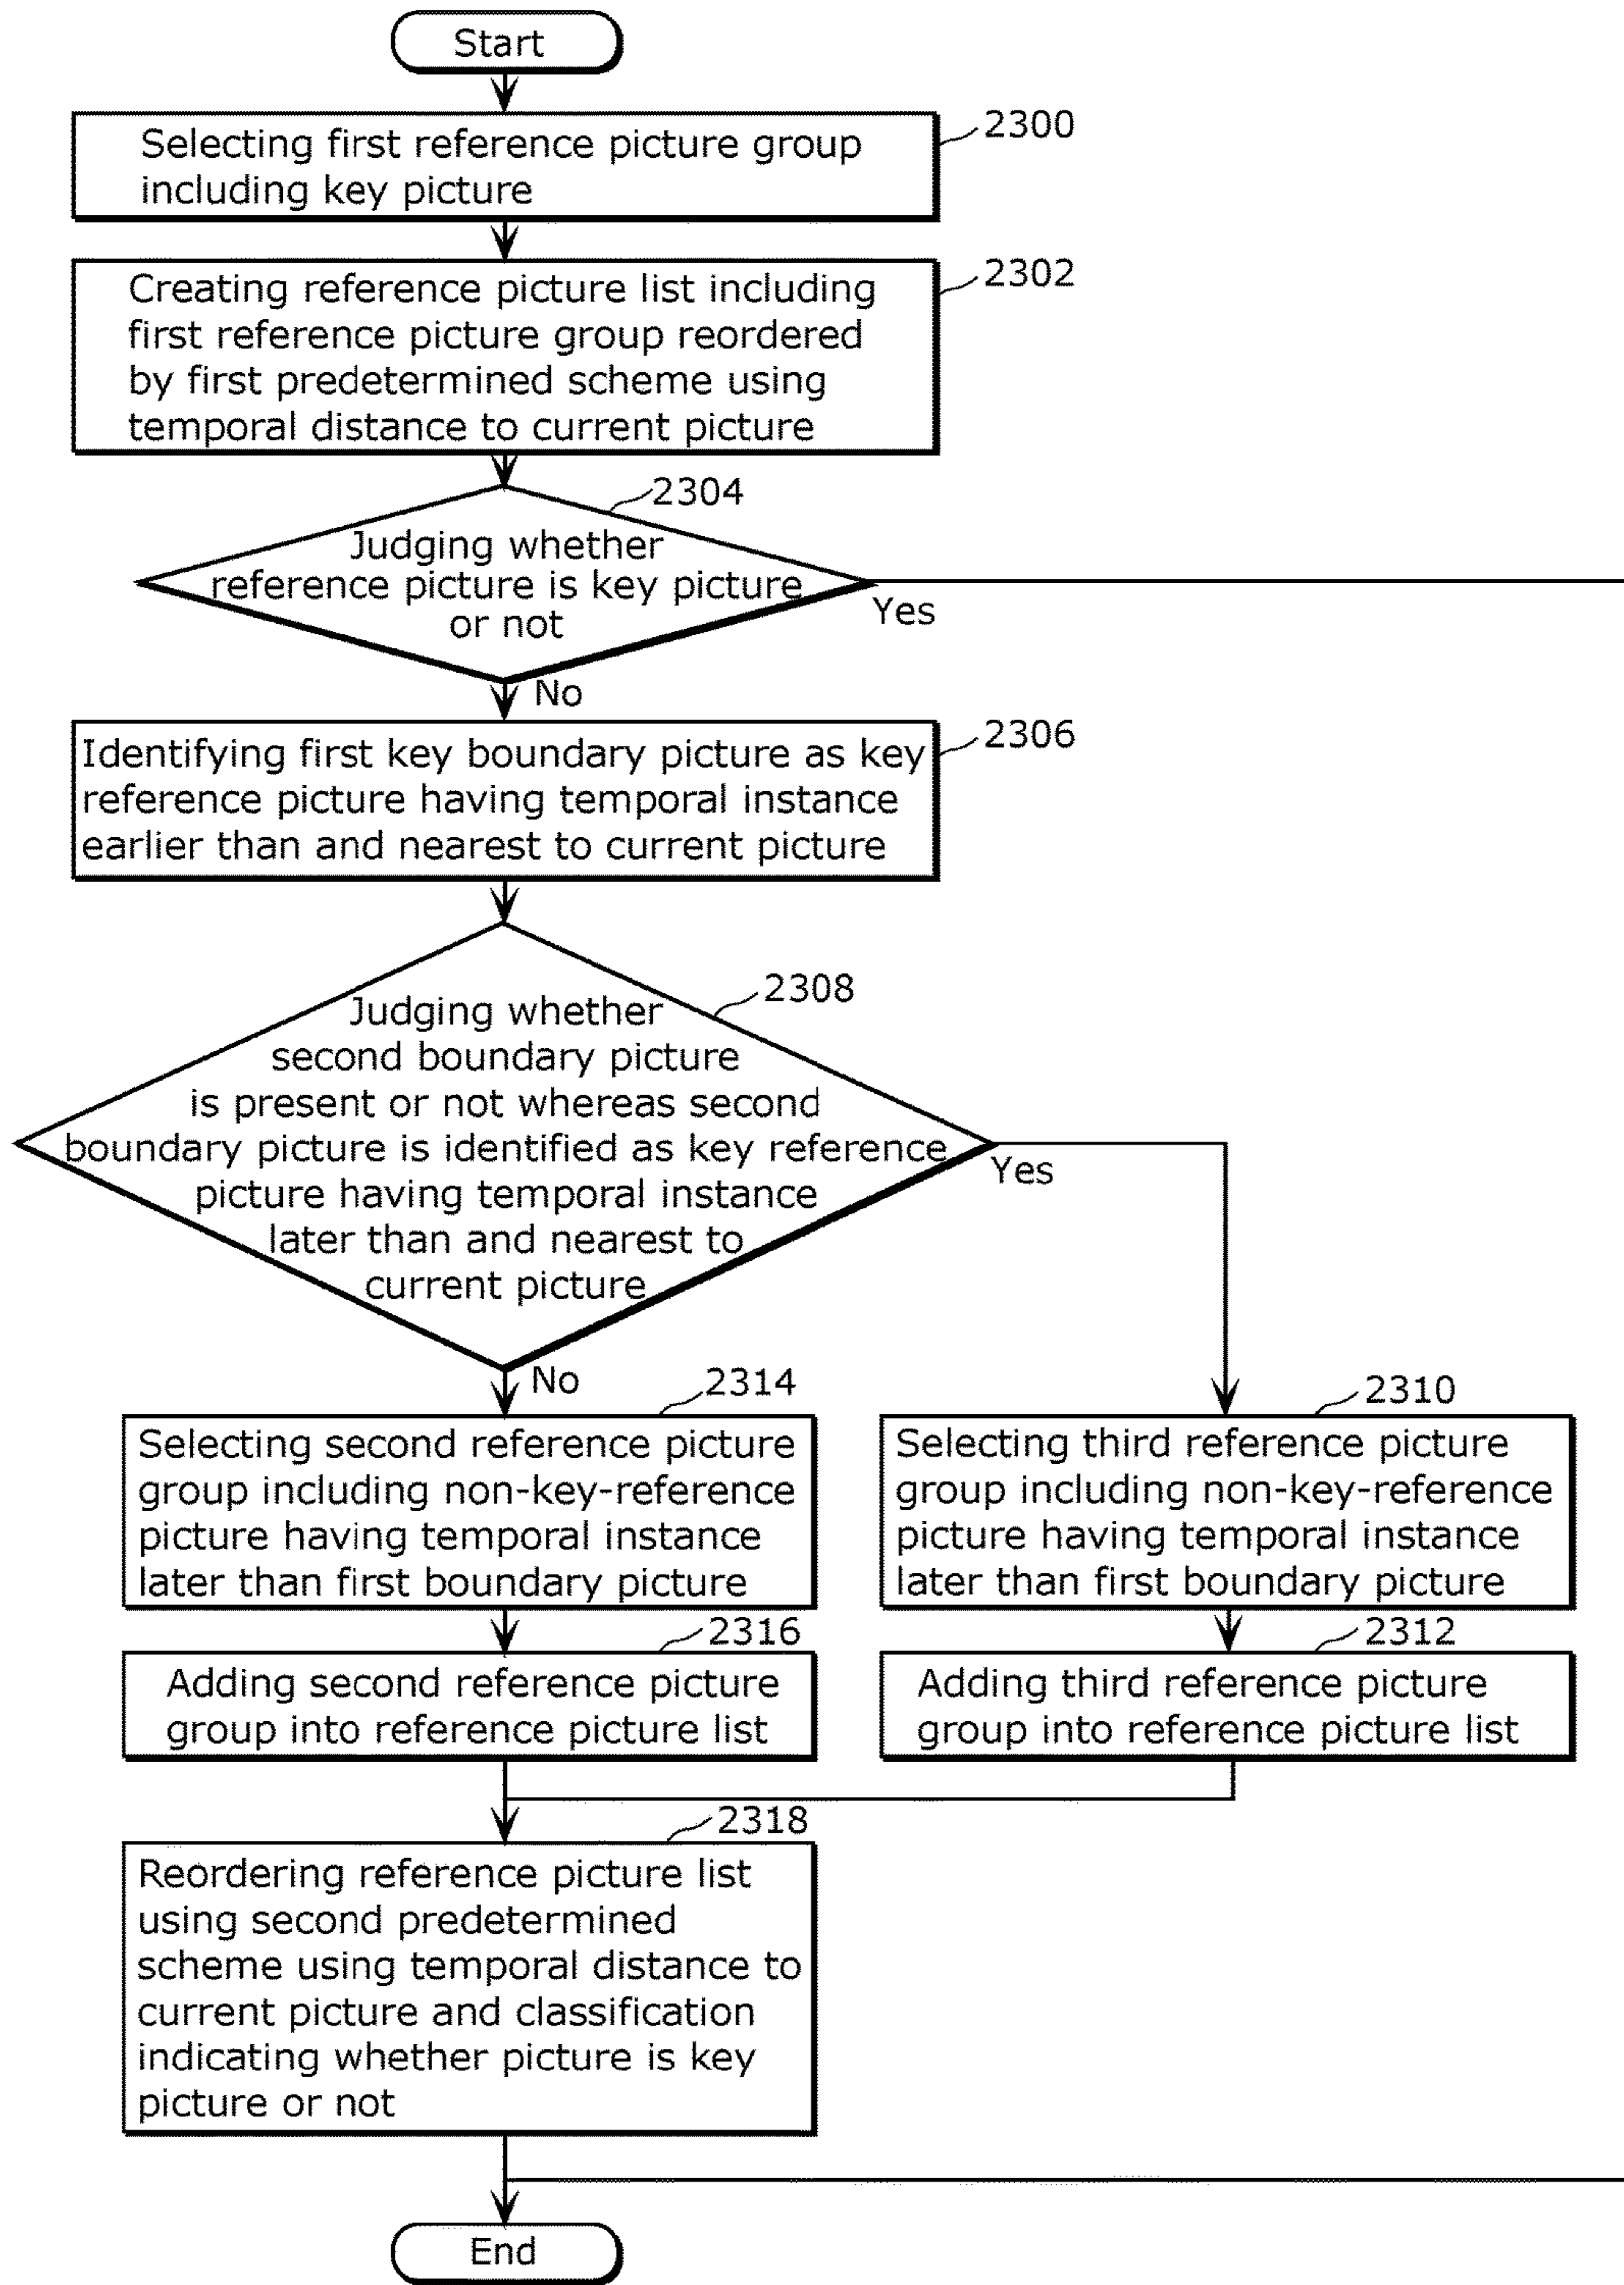 Start
2300
Selecting first reference picture group
including key picture
2302
Creating reference picture list including
first reference picture group reordered
by first predetermined scheme using
temporal distance to current picture
2304
Judging whether
reference picture is key picture
or not
Yes
No
2306
Identifying first key boundary picture as key
reference picture having temporal instance
earlier than and nearest to current picture
2308
Judging whether
second boundary picture
is present or not whereas second
boundary picture is identified as key reference
picture having temporal instance
later than and nearest to
current picture
Yes
No
2314
Selecting second reference picture
group including non-key-reference
picture having temporal instance
later than first boundary picture
2310
Selecting third reference picture
group including non-key-reference
picture having temporal instance
later than first boundary picture
2316
Adding second reference picture
group into reference picture list
2312
Adding third reference picture
group into reference picture list
2318
Reordering reference picture list
using second predetermined
scheme using temporal distance to
current picture and classification
indicating whether picture is key
picture or not
End